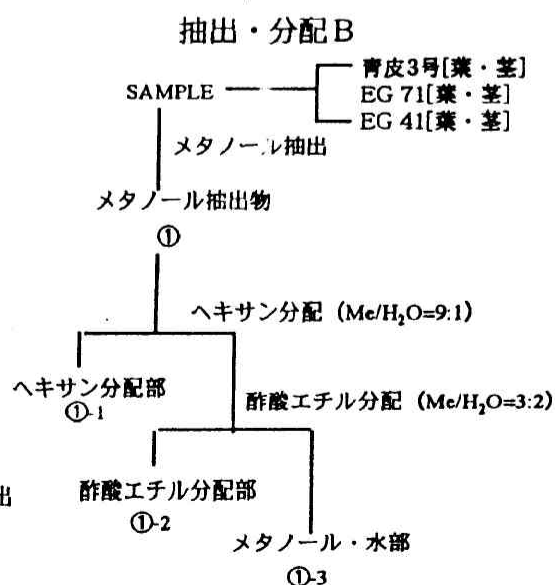 抽出・分配B
青皮3号[葉・茎]
SAMPLE
EG 71[葉・茎]
EG 41[葉・茎]
メタノール抽出
メタノール抽出物
①
ヘキサン分配 (Me/H₂O=9:1)
ヘキサン分配部
①-1
酢酸エチル分配 (Me/H₂O=3:2)
出
酢酸エチル分配部
①-2
メタノール・水部
①-3